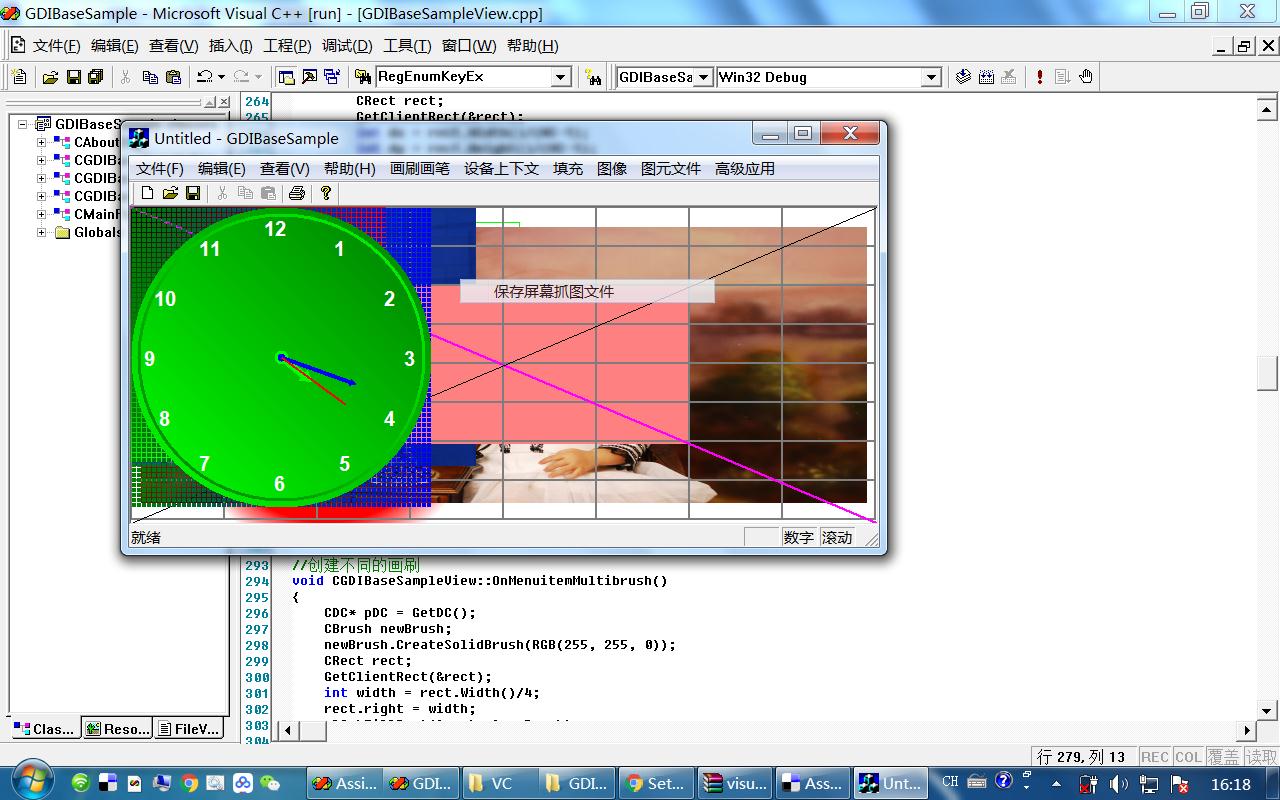 GDIBaseSample - Microsoft Visual C++ [run] - [GDIBaseSampleView.cpp]
文件(F) 编辑(E) 查看(V) 插入(I) 工程(P) 调试(D) 工具(T) 窗口(W) 帮助(H)
RegEnumKeyEx GDIBaseSa Win32 Debug
GDIBaseS
CAbout
CGDIBa
CGDIBa
CGDIBa
CMainF
Globals
264 CRect rect;
265 GetClientRect(&rect);
Untitled - GDIBaseSample
文件(F) 编辑(E) 查看(V) 帮助(H) 画刷画笔 设备上下文 填充 图像 图元文件 高级应用
12
11 1
10 2
9 3
8 4
7 5
6
保存屏幕抓图文件
就绪 数字 滚动
293 //创建不同的画刷
294 void CGDIBaseSampleView::OnMenuitemMultibrush()
295 {
296 CDC* pDC = GetDC();
297 CBrush newBrush;
298 newBrush.CreateSolidBrush(RGB(255, 255, 0));
299 CRect rect;
300 GetClientRect(&rect);
301 int width = rect.Width()/4;
302 rect.right = width;
303
304
Clas... Reso... FileV...
行 279, 列 13 REC COL 覆盖 读取
Assi... GDI... VC GDI... Set... visu... Ass... Unt... CH 16:18